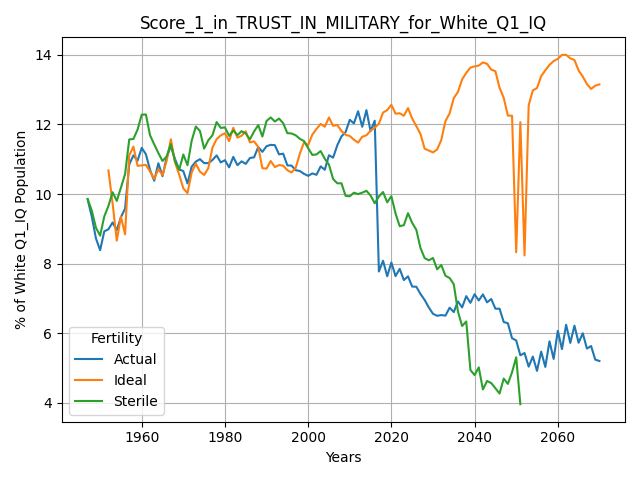 Score_1_in_TRUST_IN_MILITARY_for_White_Q1_IQ
% of White Q1_IQ Population
14
12
10
8
6
4
Fertility
Actual
Ideal
Sterile
1960
1980
2000
2020
2040
2060
Years